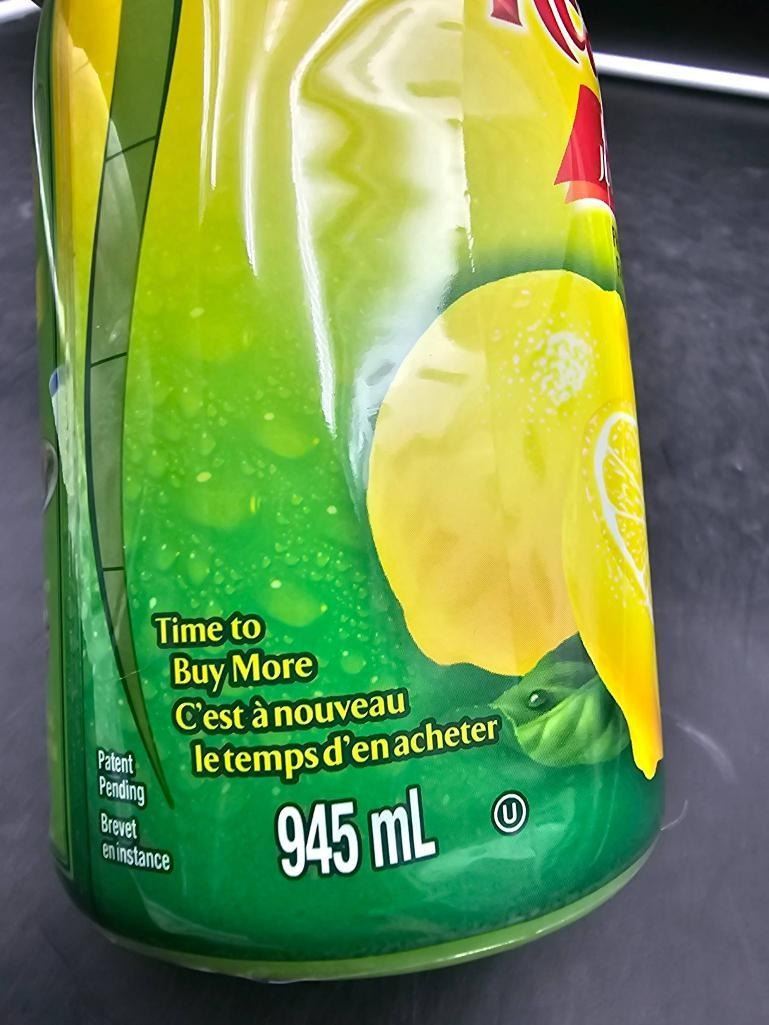 Time to
Buy More
C'est à nouveau
le temps d'en acheter
Patent
Pending
Brevet
en instance
945 mL
U